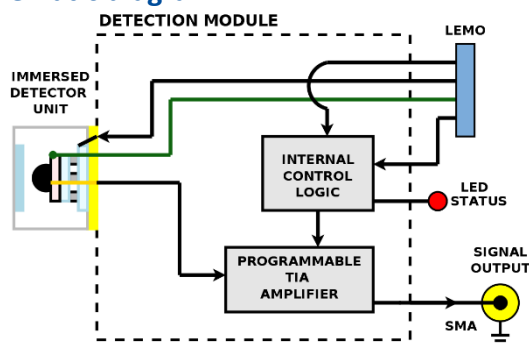 DETECTION MODULE
LEMO
IMMERSED
DETECTOR
UNIT
INTERNAL
CONTROL
LOGIC
LED
STATUS
PROGRAMMABLE
TIA
AMPLIFIER
SIGNAL
OUTPUT
SMA